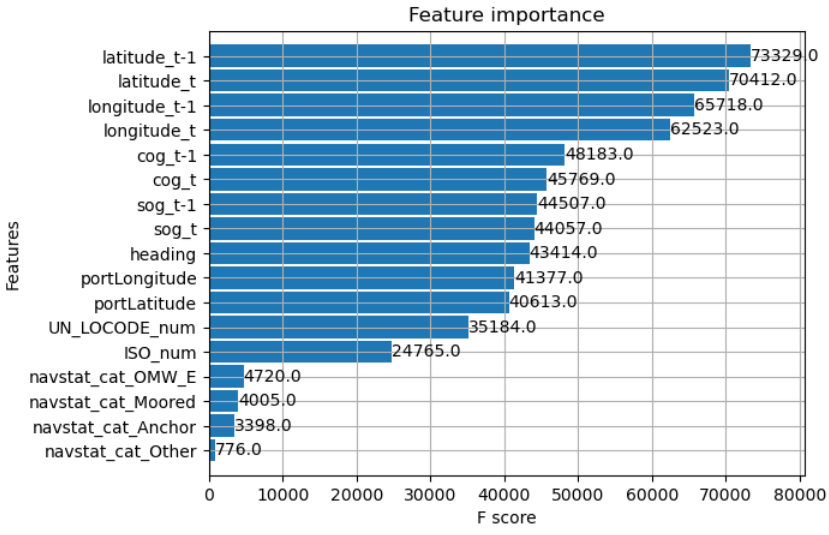 Feature importance
Features
latitude_t-1 73329.0
latitude_t 70412.0
longitude_t-1 65718.0
longitude_t 62523.0
cog_t-1 48183.0
cog_t 45769.0
sog_t-1 44507.0
sog_t 44057.0
heading 43414.0
portLongitude 41377.0
portLatitude 40613.0
UN_LOCODE_num 35184.0
ISO_num 24765.0
navstat_cat_OMW_E 4720.0
navstat_cat_Moored 4005.0
navstat_cat_Anchor 3398.0
navstat_cat_Other 776.0
0 10000 20000 30000 40000 50000 60000 70000 80000
F score